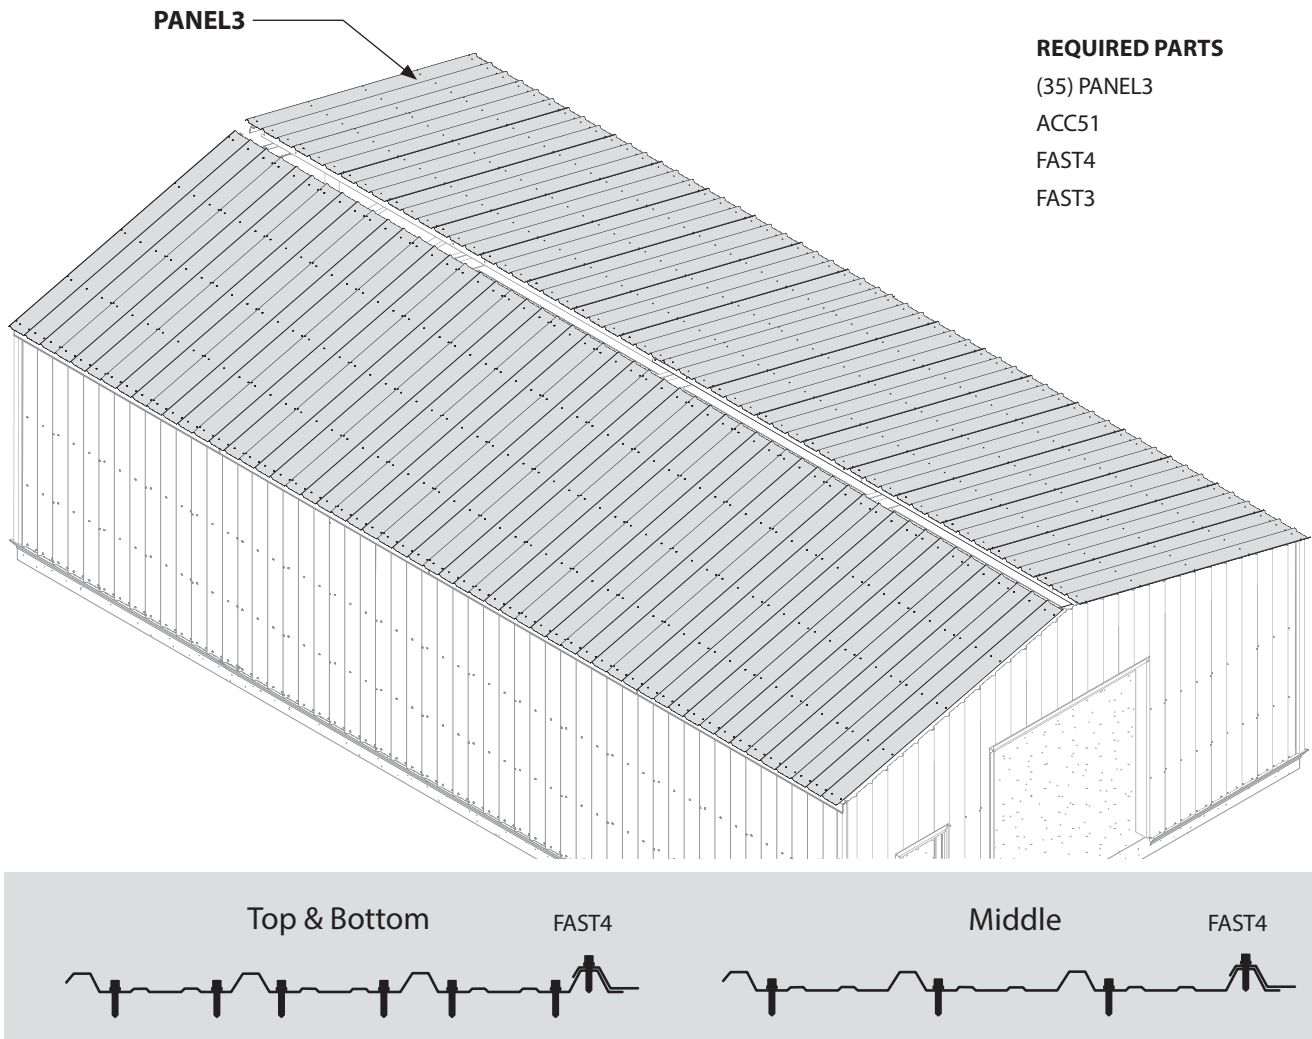 PANEL3
REQUIRED PARTS
(35) PANEL3
ACC51
FAST4
FAST3
Top & Bottom
FAST4
Middle
FAST4